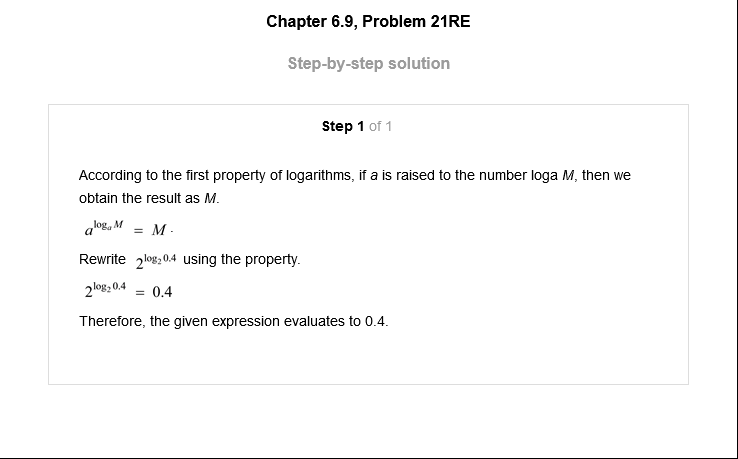 Chapter 6.9, Problem 21RE
Step-by-step solution
Step 1 of 1
According to the first property of logarithms, if a is raised to the number loga M, then we
obtain the result as M.
a^{log_a M} = M.
Rewrite 2^{log_2 0.4} using the property.
2^{log_2 0.4} = 0.4
Therefore, the given expression evaluates to 0.4.